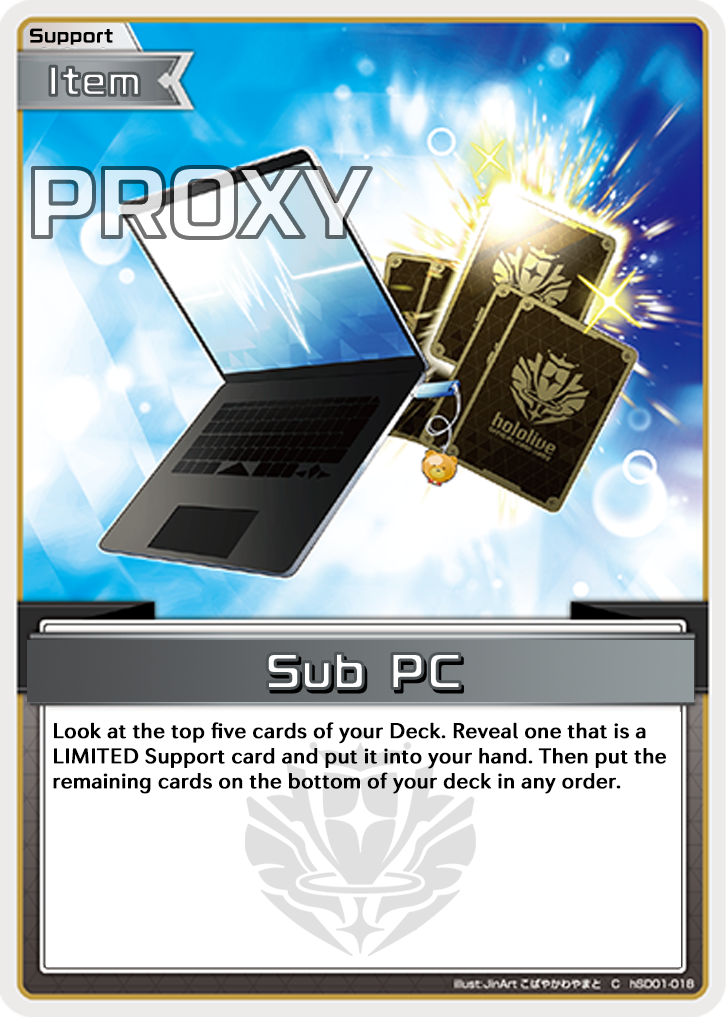 Support
Item
PROXY
hololive
Sub PC
Look at the top five cards of your Deck. Reveal one that is a
LIMITED Support card and put it into your hand. Then put the
remaining cards on the bottom of your deck in any order.
illust:JinArt こばやかわやまと C hSD01-018